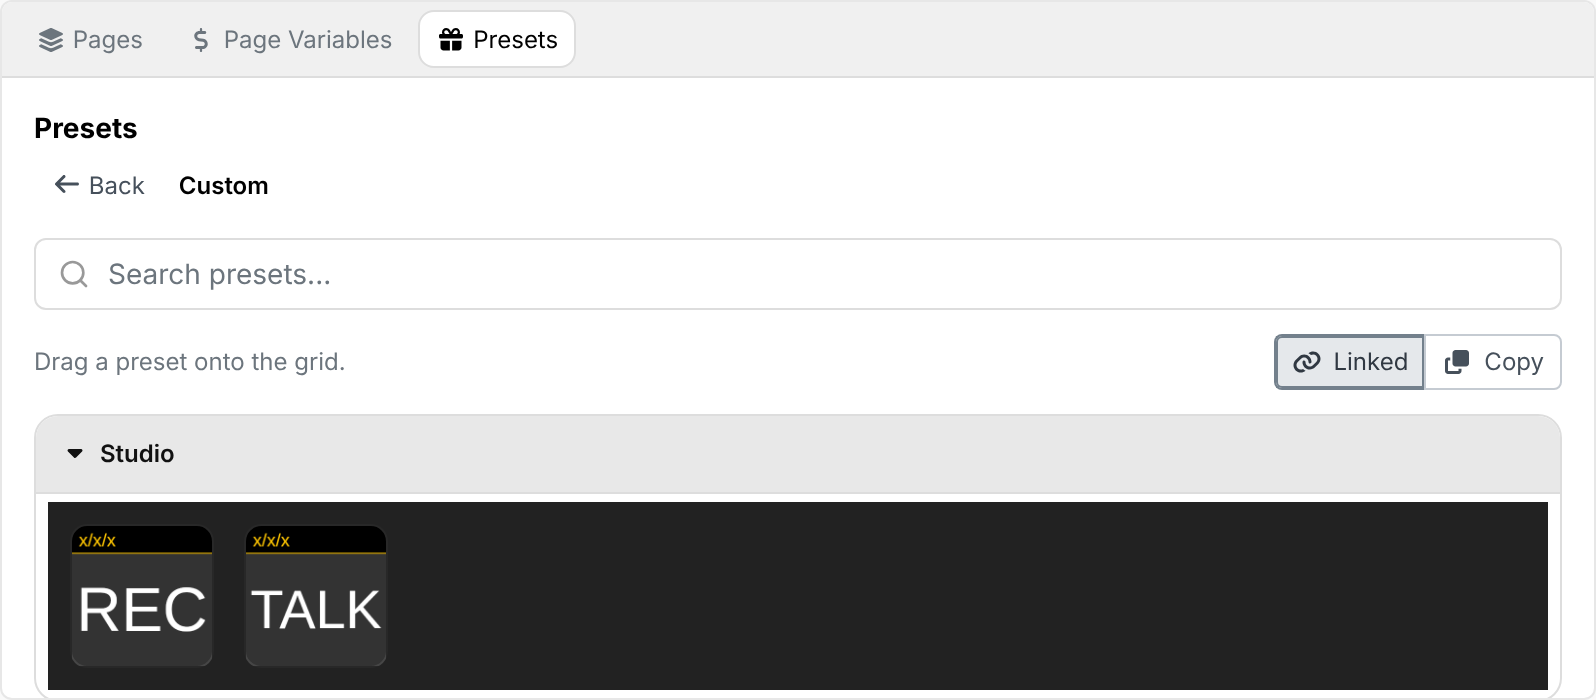 Pages Page Variables Presets
Presets
Back Custom
Search presets...
Drag a preset onto the grid. Linked Copy
Studio
x/x/x x/x/x
REC TALK